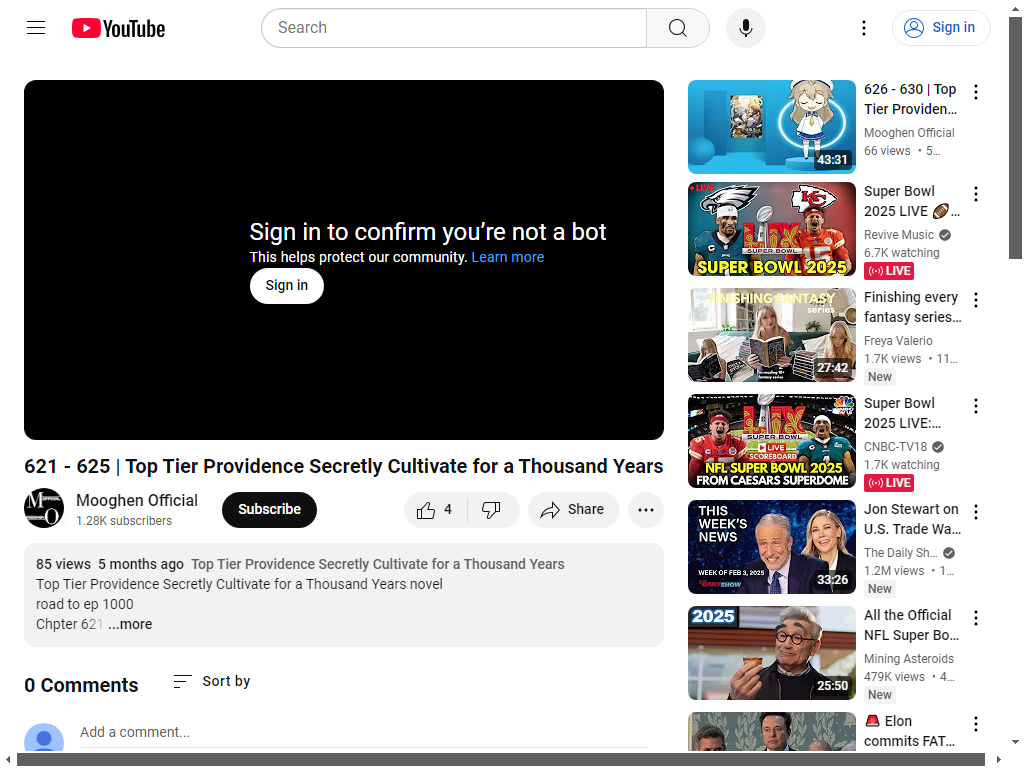 YouTube
Search
Sign in
Sign in to confirm you’re not a bot
This helps protect our community. Learn more
Sign in
621 - 625 | Top Tier Providence Secretly Cultivate for a Thousand Years
Mooghen Official
1.28K subscribers
Subscribe
4
Share
85 views 5 months ago Top Tier Providence Secretly Cultivate for a Thousand Years
Top Tier Providence Secretly Cultivate for a Thousand Years novel
road to ep 1000
Chpter 621 ...more
0 Comments
Sort by
Add a comment...
43:31
626 - 630 | Top
Tier Providen...
Mooghen Official
66 views • 5...
LIVE
LIX
SUPER BOWL
SUPER BOWL 2025
Super Bowl
2025 LIVE 🏈...
Revive Music
6.7K watching
LIVE
FINISHING FANTASY
series
27:42
Finishing every
fantasy series...
Freya Valerio
1.7K views • 11...
New
LIX
SUPER BOWL
LIVE
SCOREBOARD
NFL SUPER BOWL 2025
FROM CAESARS SUPERDOME
Super Bowl
2025 LIVE:...
CNBC-TV18
1.7K watching
LIVE
THIS
WEEK'S
NEWS
WEEK OF FEB 3, 2025
DAILY SHOW
33:26
Jon Stewart on
U.S. Trade Wa...
The Daily Sh...
1.2M views • 1...
New
2025
25:50
All the Official
NFL Super Bo...
Mining Asteroids
479K views • 4...
New
🚨 Elon
commits FAT...